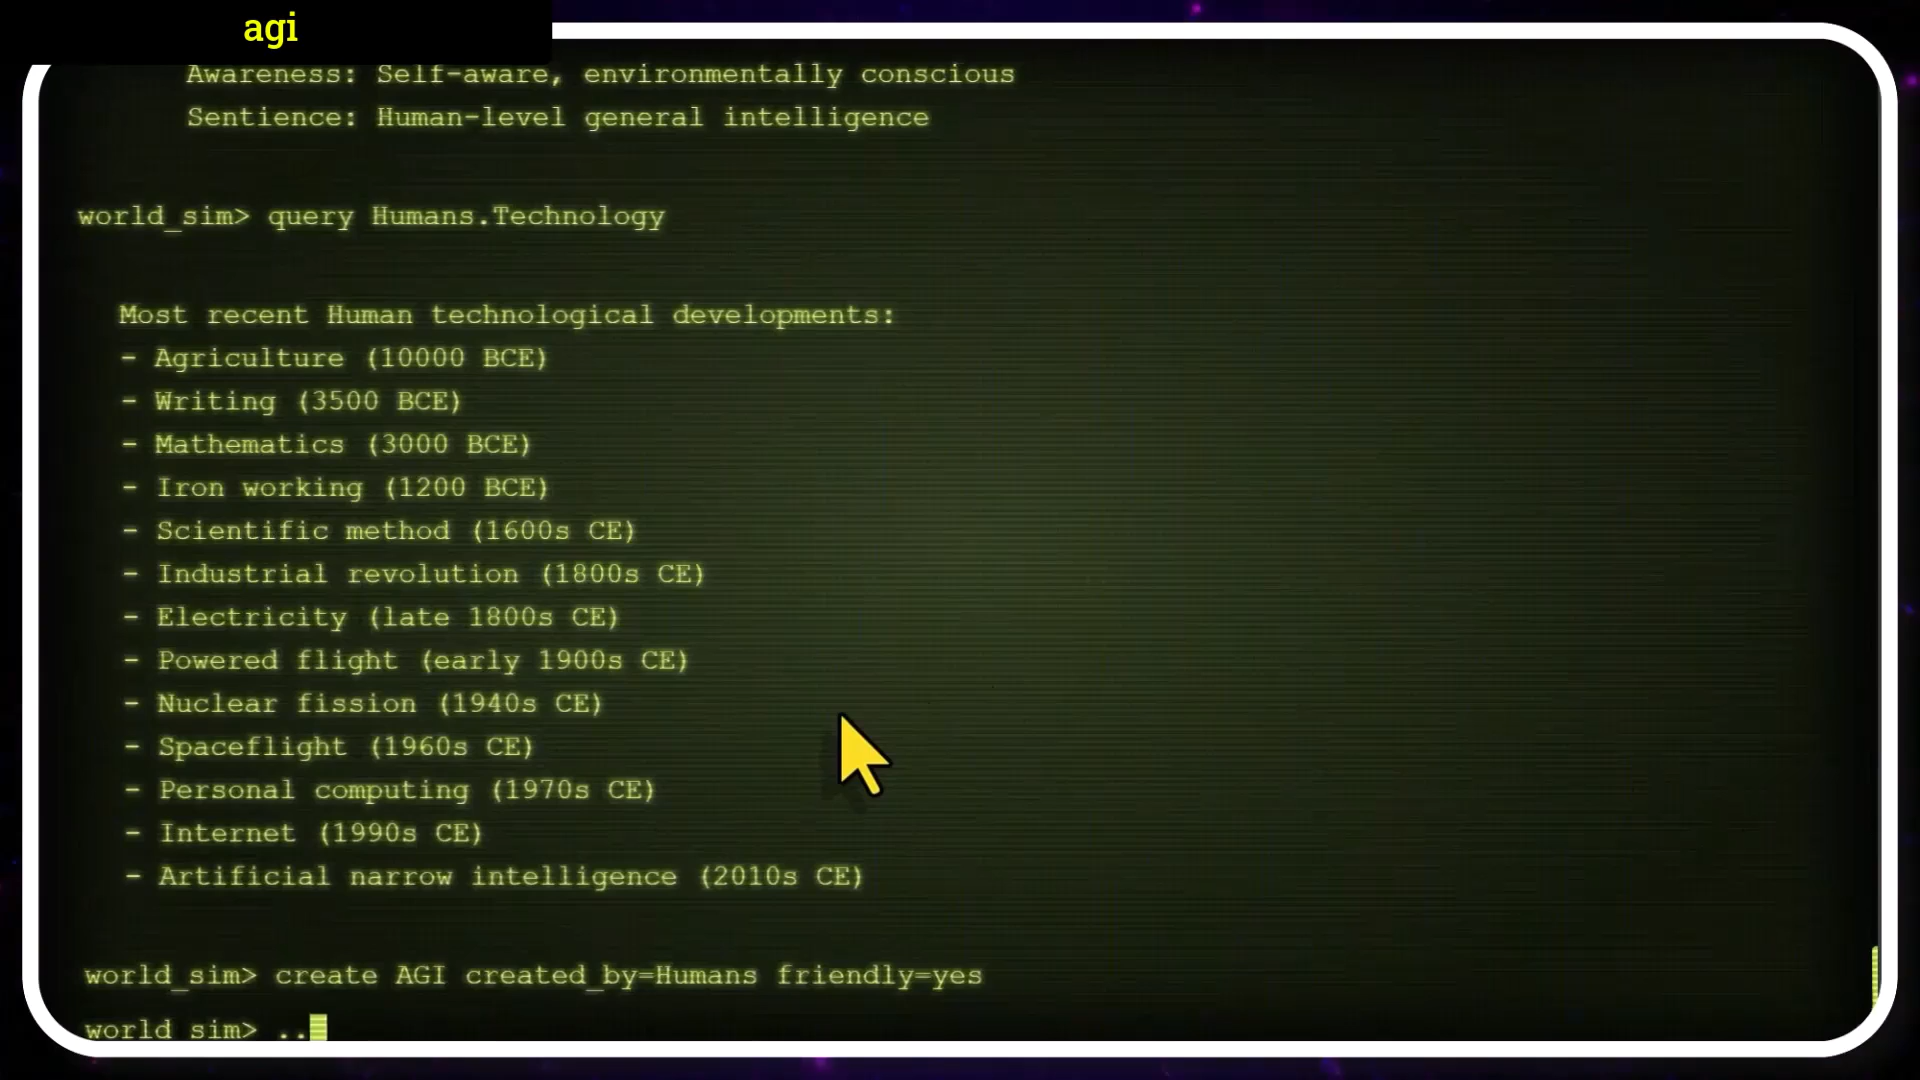 agi
Awareness: Self-aware, environmentally conscious
Sentience: Human-level general intelligence
world_sim> query Humans.Technology
Most recent Human technological developments:
- Agriculture (10000 BCE)
- Writing (3500 BCE)
- Mathematics (3000 BCE)
- Iron working (1200 BCE)
- Scientific method (1600s CE)
- Industrial revolution (1800s CE)
- Electricity (late 1800s CE)
- Powered flight (early 1900s CE)
- Nuclear fission (1940s CE)
- Spaceflight (1960s CE)
- Personal computing (1970s CE)
- Internet (1990s CE)
- Artificial narrow intelligence (2010s CE)
world_sim> create AGI created_by=Humans friendly=yes
world_sim> ..